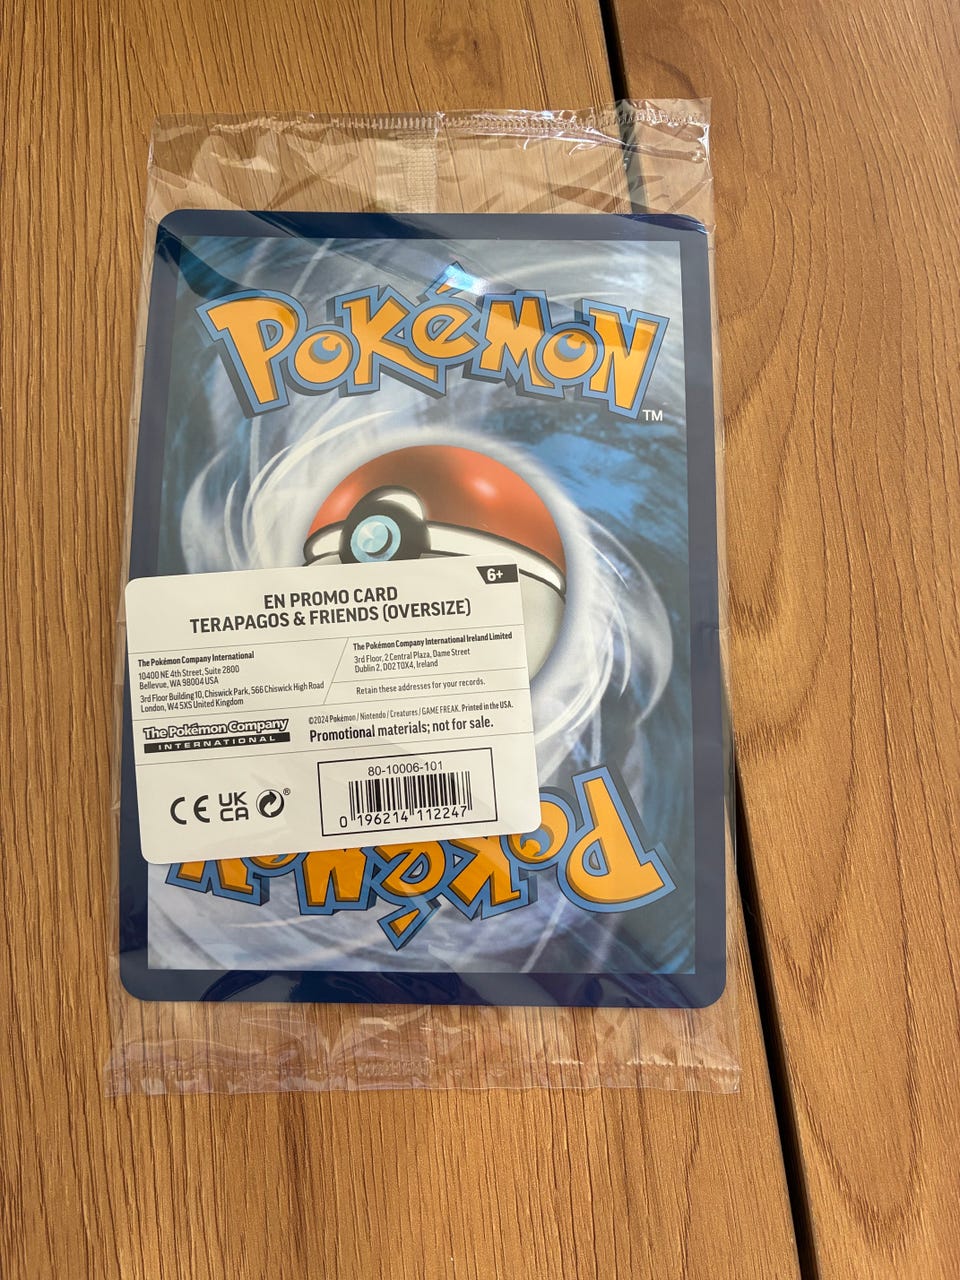 POKéMON
TM
6+
EN PROMO CARD
TERAPAGOS & FRIENDS (OVERSIZE)
The Pokémon Company International
10400 NE 4th Street, Suite 2800
Bellevue, WA 98004 USA
3rd Floor Building 10, Chiswick Park, 566 Chiswick High Road
London, W4 5XS United Kingdom
The Pokémon Company International Ireland Limited
3rd Floor, 2 Central Plaza, Dame Street
Dublin 2, D02 T0X4, Ireland
Retain these addresses for your records.
The Pokémon Company
INTERNATIONAL
©2024 Pokémon / Nintendo / Creatures / GAME FREAK. Printed in the USA.
Promotional materials; not for sale.
CE UK
CA ®
80-10006-101
0 196214 112247
POKéMON